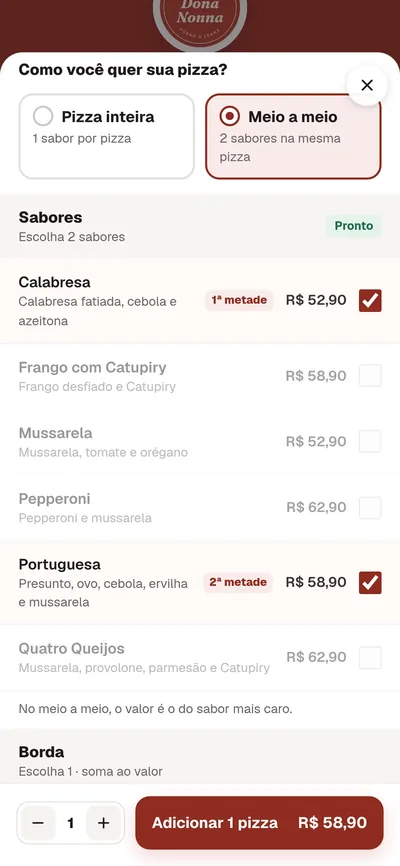 Dona
Nonna
Como você quer sua pizza?
Pizza inteira
1 sabor por pizza
Meio a meio
2 sabores na mesma
pizza
Sabores
Escolha 2 sabores
Pronto
Calabresa
Calabresa fatiada, cebola e
azeitona
1ª metade
R$ 52,90
Frango com Catupiry
Frango desfiado e Catupiry
R$ 58,90
Mussarela
Mussarela, tomate e orégano
R$ 52,90
Pepperoni
Pepperoni e mussarela
R$ 62,90
Portuguesa
Presunto, ovo, cebola, ervilha
e mussarela
2ª metade
R$ 58,90
Quatro Queijos
Mussarela, provolone, parmesão e Catupiry
R$ 62,90
No meio a meio, o valor é o do sabor mais caro.
Borda
Escolha 1 · soma ao valor
− 1 +
Adicionar 1 pizza R$ 58,90